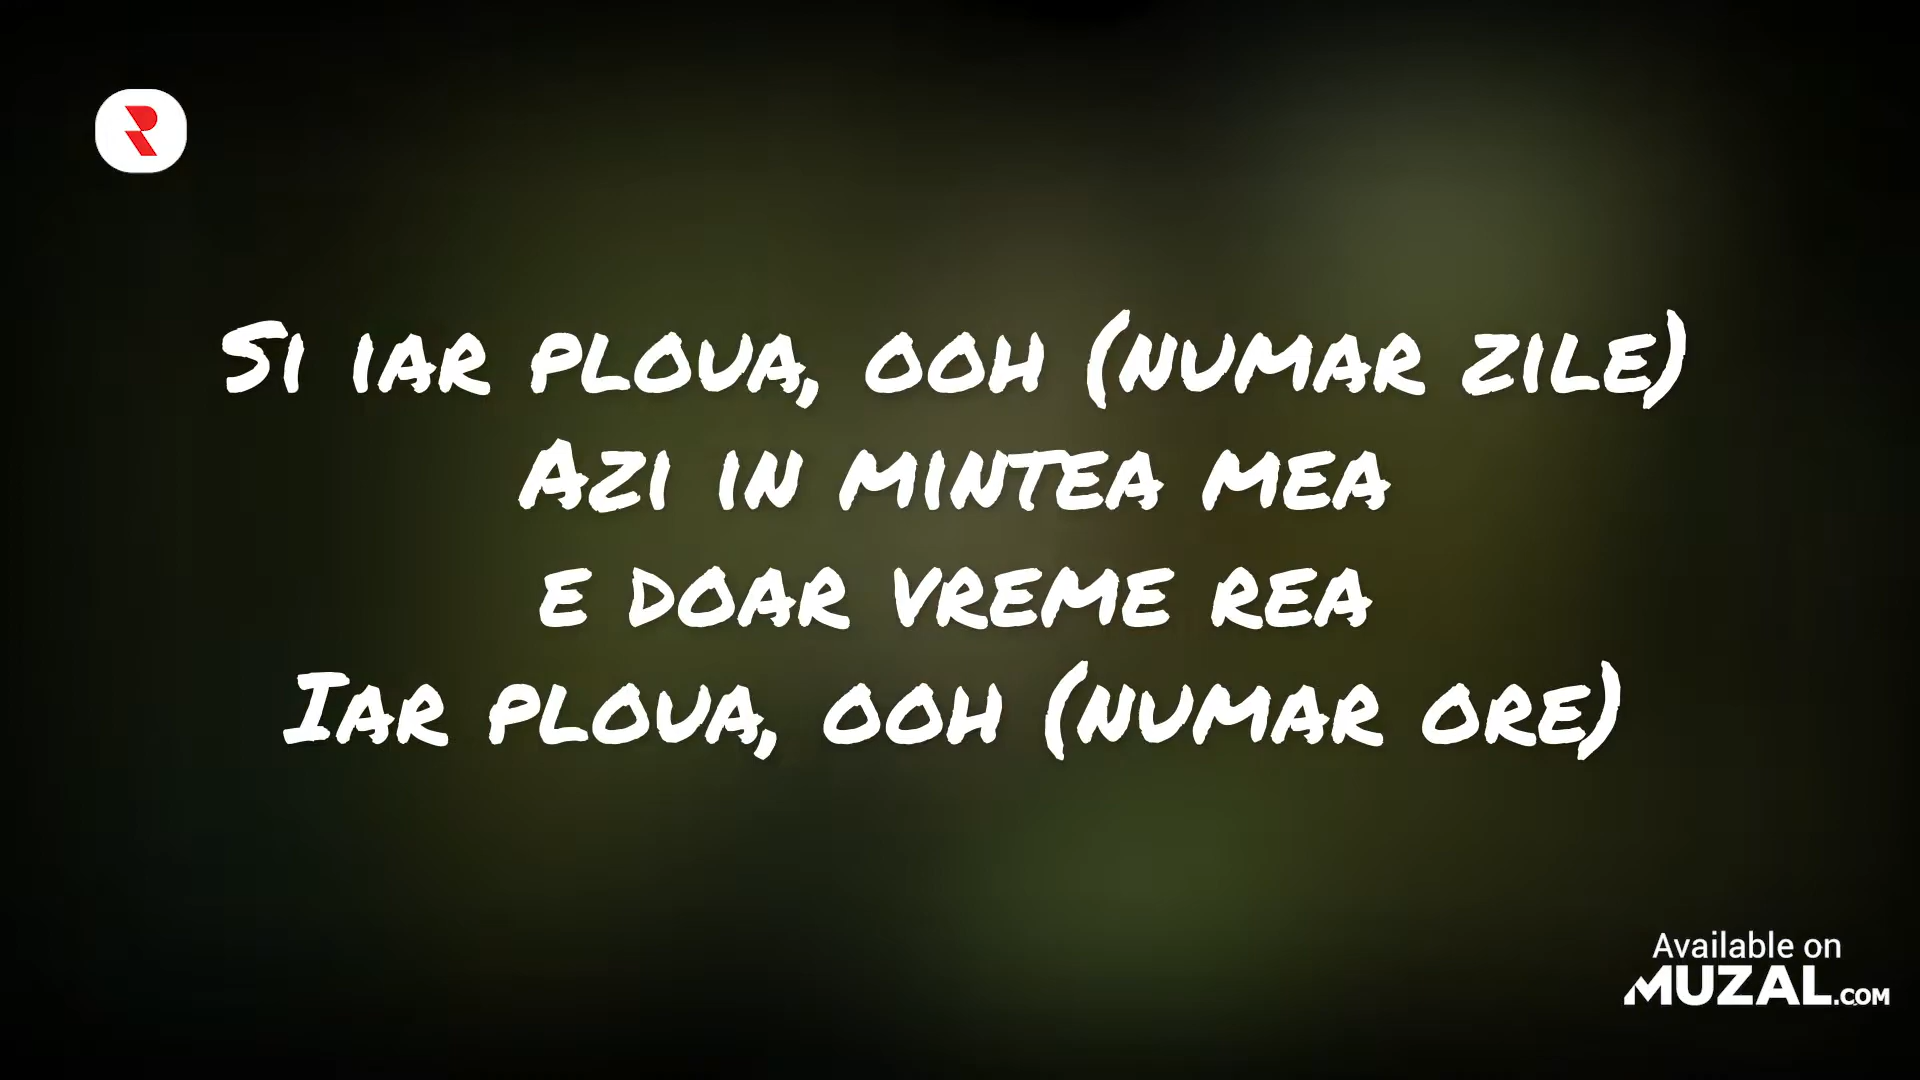 Si iar ploua, ooh (numar zile)
Azi in mintea mea
e doar vreme rea
Iar ploua, ooh (numar ore)
Available on
MUZAL.COM